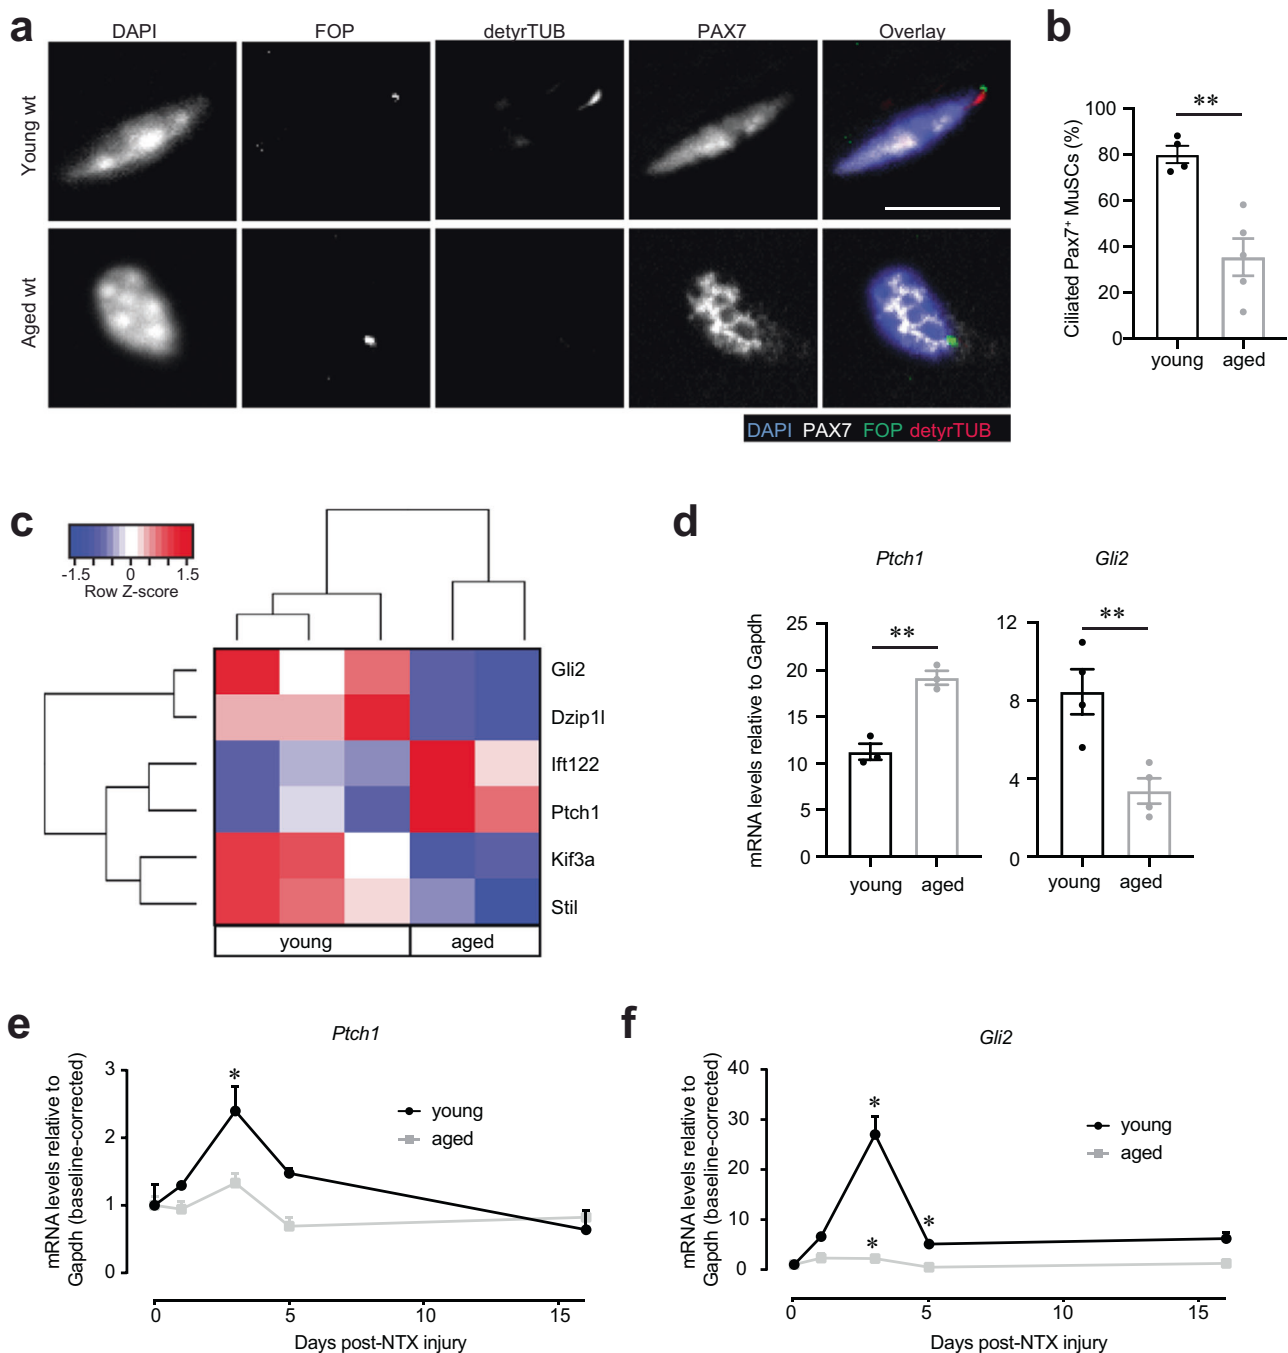 a
DAPI FOP detyrTUB PAX7 Overlay
Young wt
Aged wt
DAPI PAX7 FOP detyrTUB
b
Ciliated Pax7⁺ MuSCs (%)
100
80
60
40
20
0
**
young aged
c
-1.5 0 1.5
Row Z-score
Gli2
Dzip1l
Ift122
Ptch1
Kif3a
Stil
young aged
d
Ptch1
mRNA levels relative to Gapdh
25
20
15
10
5
0
**
young aged
Gli2
12
8
4
0
**
young aged
e
Ptch1
mRNA levels relative to
Gapdh (baseline-corrected)
3
2
1
0
*
young
aged
0 5 10 15
Days post-NTX injury
f
Gli2
mRNA levels relative to
Gapdh (baseline-corrected)
40
30
20
10
0
*
*
*
young
aged
0 5 10 15
Days post-NTX injury